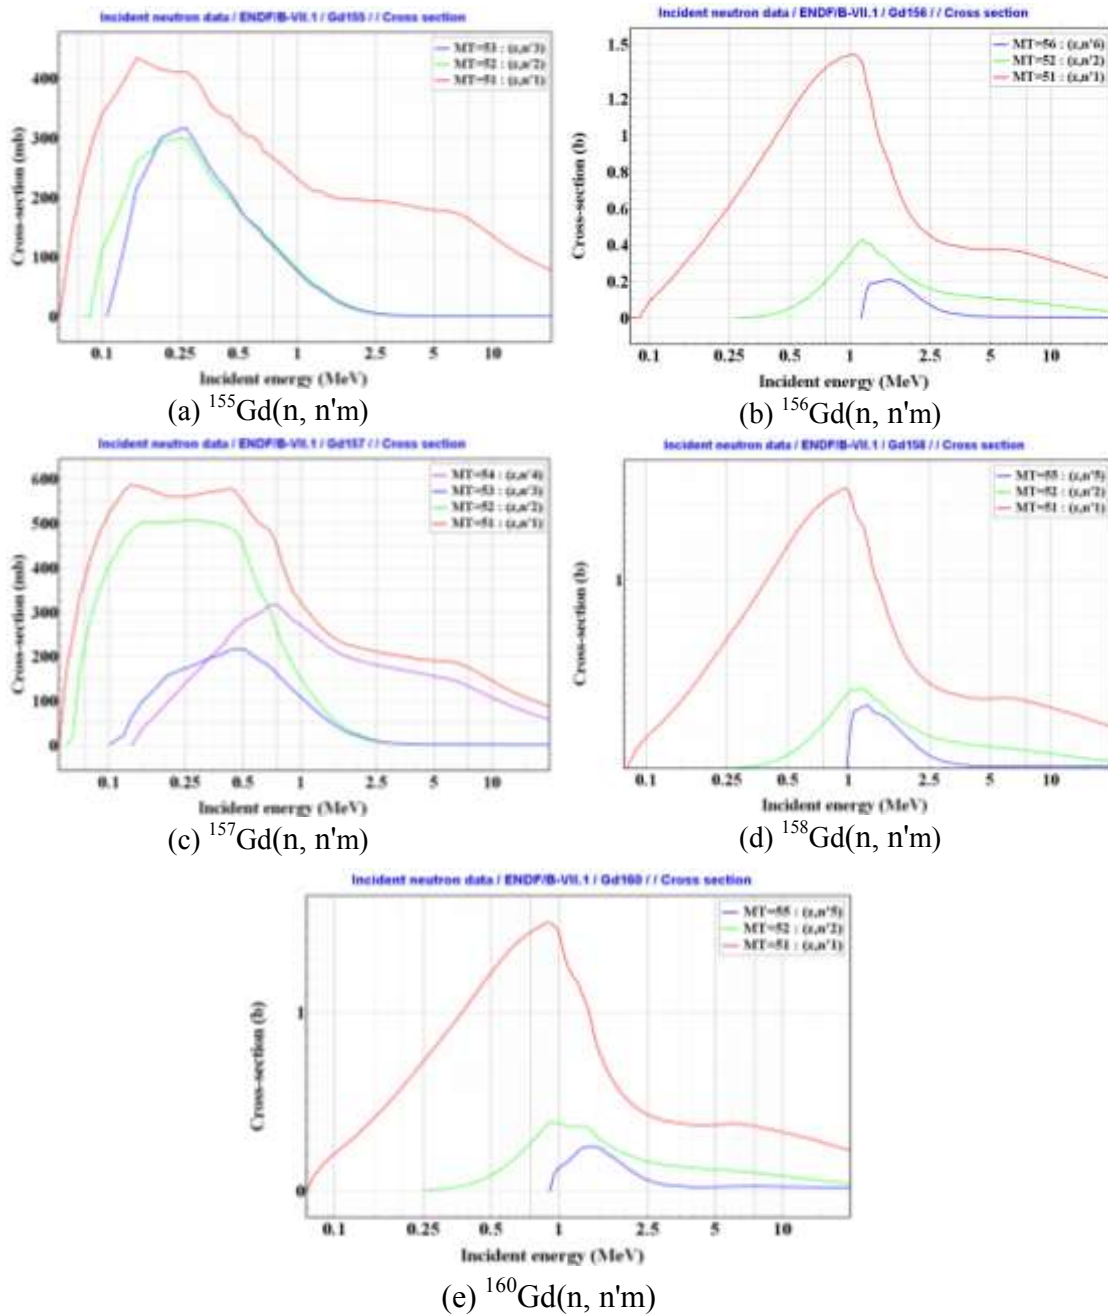 Incident neutron data / ENDF/B-VII.1 / Gd155 / / Cross section
MT=53 : (z,n'3)
MT=52 : (z,n'2)
MT=51 : (z,n'1)
Cross-section (mb)
400
300
200
100
0
0.1 0.25 0.5 1 2.5 5 10
Incident energy (MeV)
(a) ¹⁵⁵Gd(n, n'm)
Incident neutron data / ENDF/B-VII.1 / Gd156 / / Cross section
MT=56 : (z,n'6)
MT=52 : (z,n'2)
MT=51 : (z,n'1)
Cross-section (b)
1.5
1.2
1
0.8
0.6
0.4
0.2
0
0.1 0.25 0.5 1 2.5 5 10
Incident energy (MeV)
(b) ¹⁵⁶Gd(n, n'm)
Incident neutron data / ENDF/B-VII.1 / Gd157 / / Cross section
MT=54 : (z,n'4)
MT=53 : (z,n'3)
MT=52 : (z,n'2)
MT=51 : (z,n'1)
Cross-section (mb)
600
500
400
300
200
100
0
0.1 0.25 0.5 1 2.5 5 10
Incident energy (MeV)
(c) ¹⁵⁷Gd(n, n'm)
Incident neutron data / ENDF/B-VII.1 / Gd158 / / Cross section
MT=55 : (z,n'5)
MT=52 : (z,n'2)
MT=51 : (z,n'1)
Cross-section (b)
1
0.1 0.25 0.5 1 2.5 5 10
Incident energy (MeV)
(d) ¹⁵⁸Gd(n, n'm)
Incident neutron data / ENDF/B-VII.1 / Gd160 / / Cross section
MT=55 : (z,n'5)
MT=52 : (z,n'2)
MT=51 : (z,n'1)
Cross-section (b)
1
0
0.1 0.25 0.5 1 2.5 5 10
Incident energy (MeV)
(e) ¹⁶⁰Gd(n, n'm)